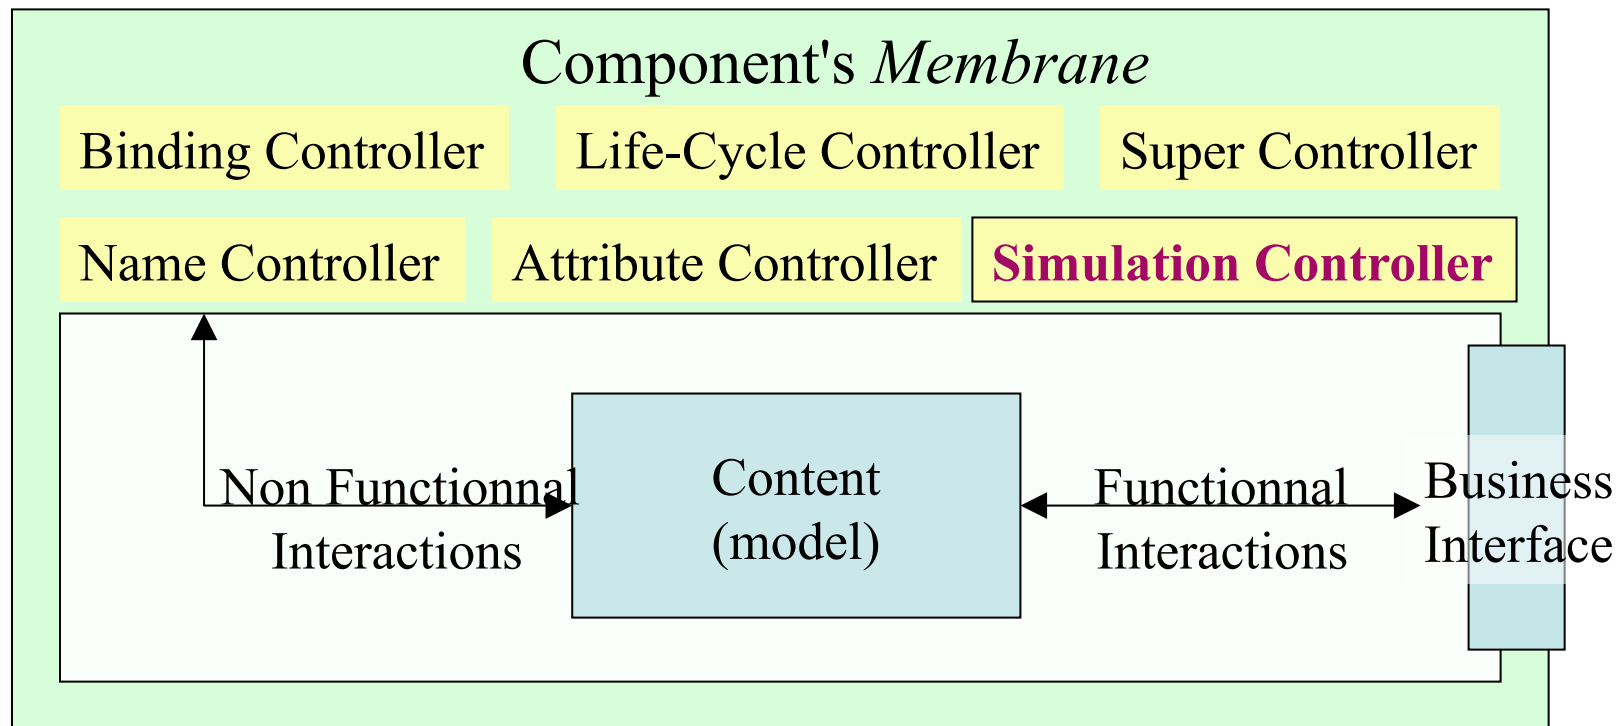 Component's Membrane
Binding Controller
Life-Cycle Controller
Super Controller
Name Controller
Attribute Controller
Simulation Controller
Non Functionnal
Interactions
Content
(model)
Functionnal
Interactions
Business
Interface